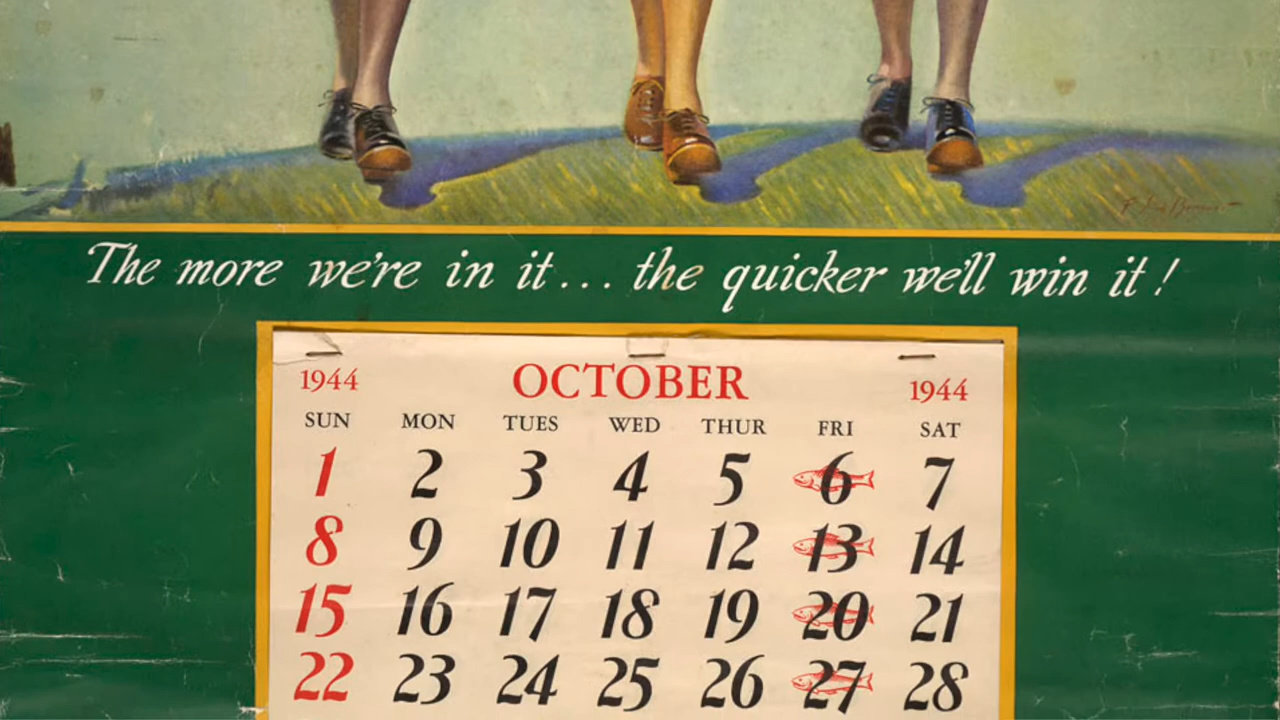 The more we're in it... the quicker we'll win it!
1944 OCTOBER 1944
SUN MON TUES WED THUR FRI SAT
1 2 3 4 5 6 7
8 9 10 11 12 13 14
15 16 17 18 19 20 21
22 23 24 25 26 27 28